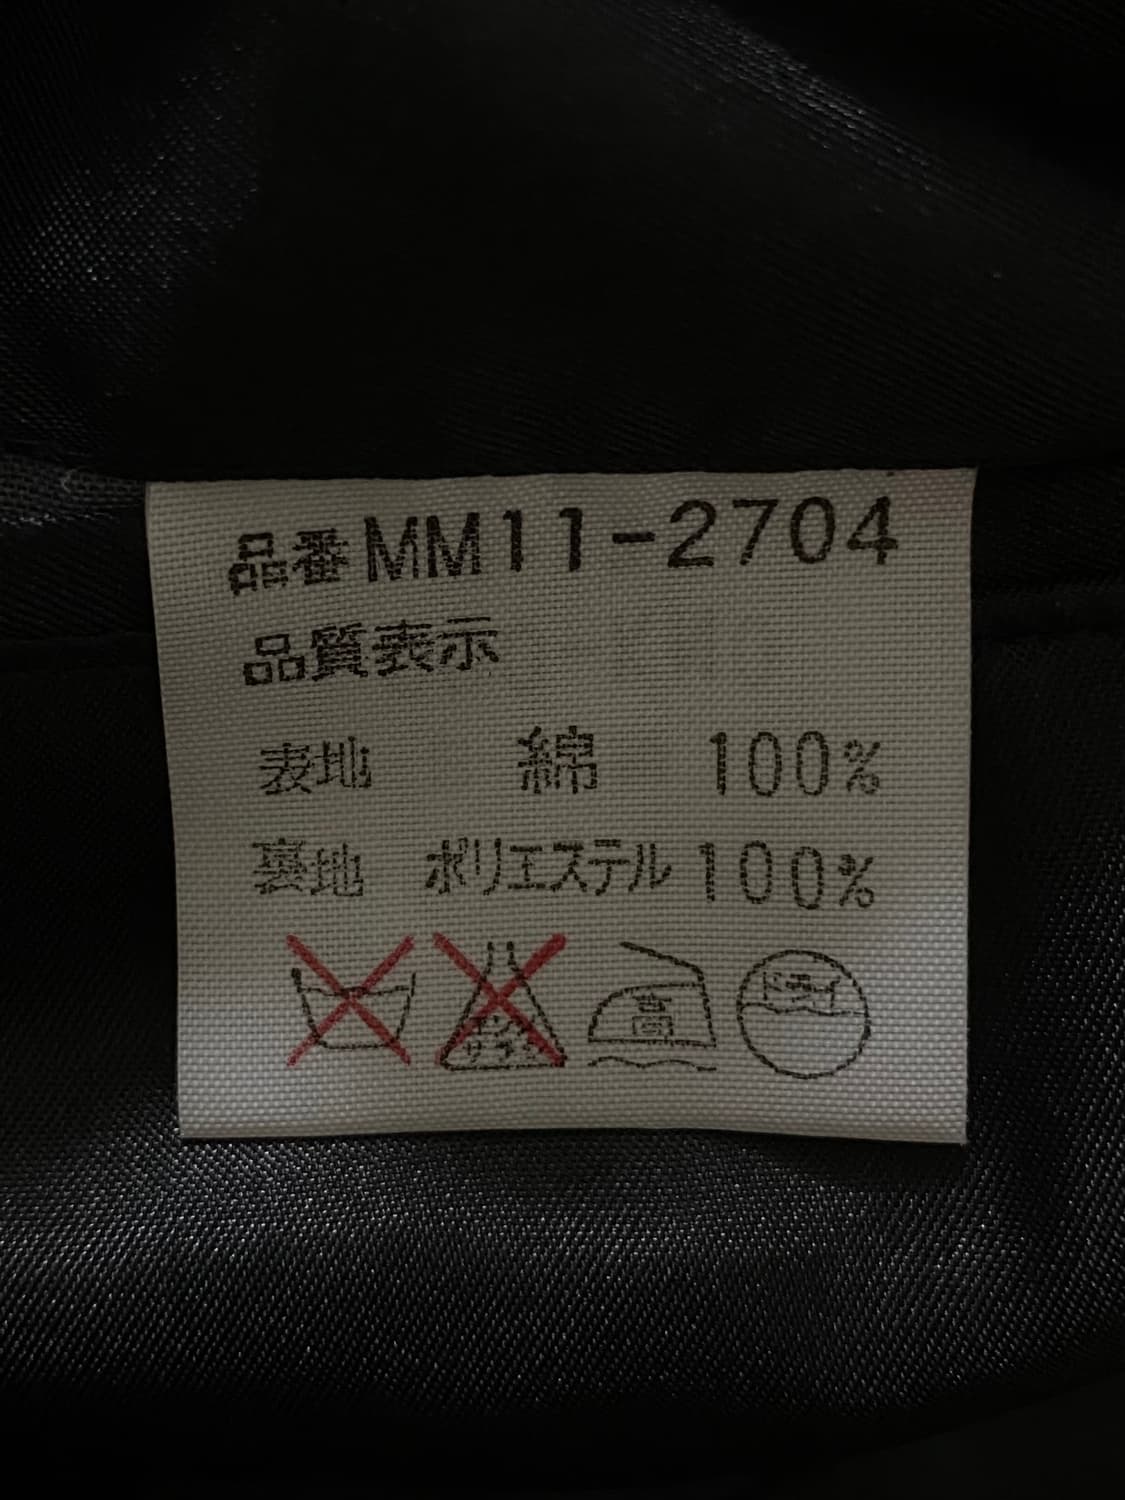 品番MM11-2704
品質表示
表地 綿 100%
裏地 ポリエステル100%
高 ドライ